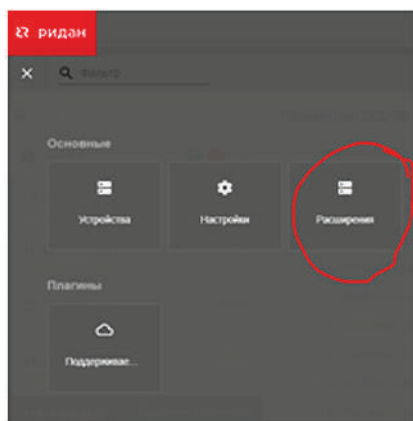 ридан
Фильтр...
Основные
Устройства
Настройки
Расширения
Плагины
Поддерживае...